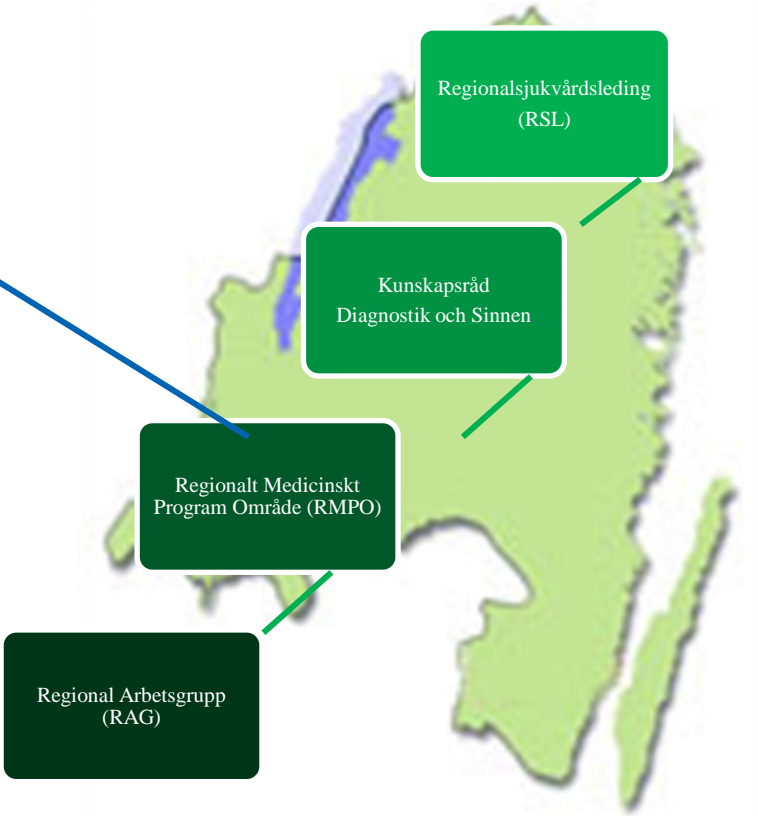 Regionalsjukvårdsleding
(RSL)
Kunskapsråd
Diagnostik och Sinnen
Regionalt Medicinskt
Program Område (RMPO)
Regional Arbetsgrupp
(RAG)